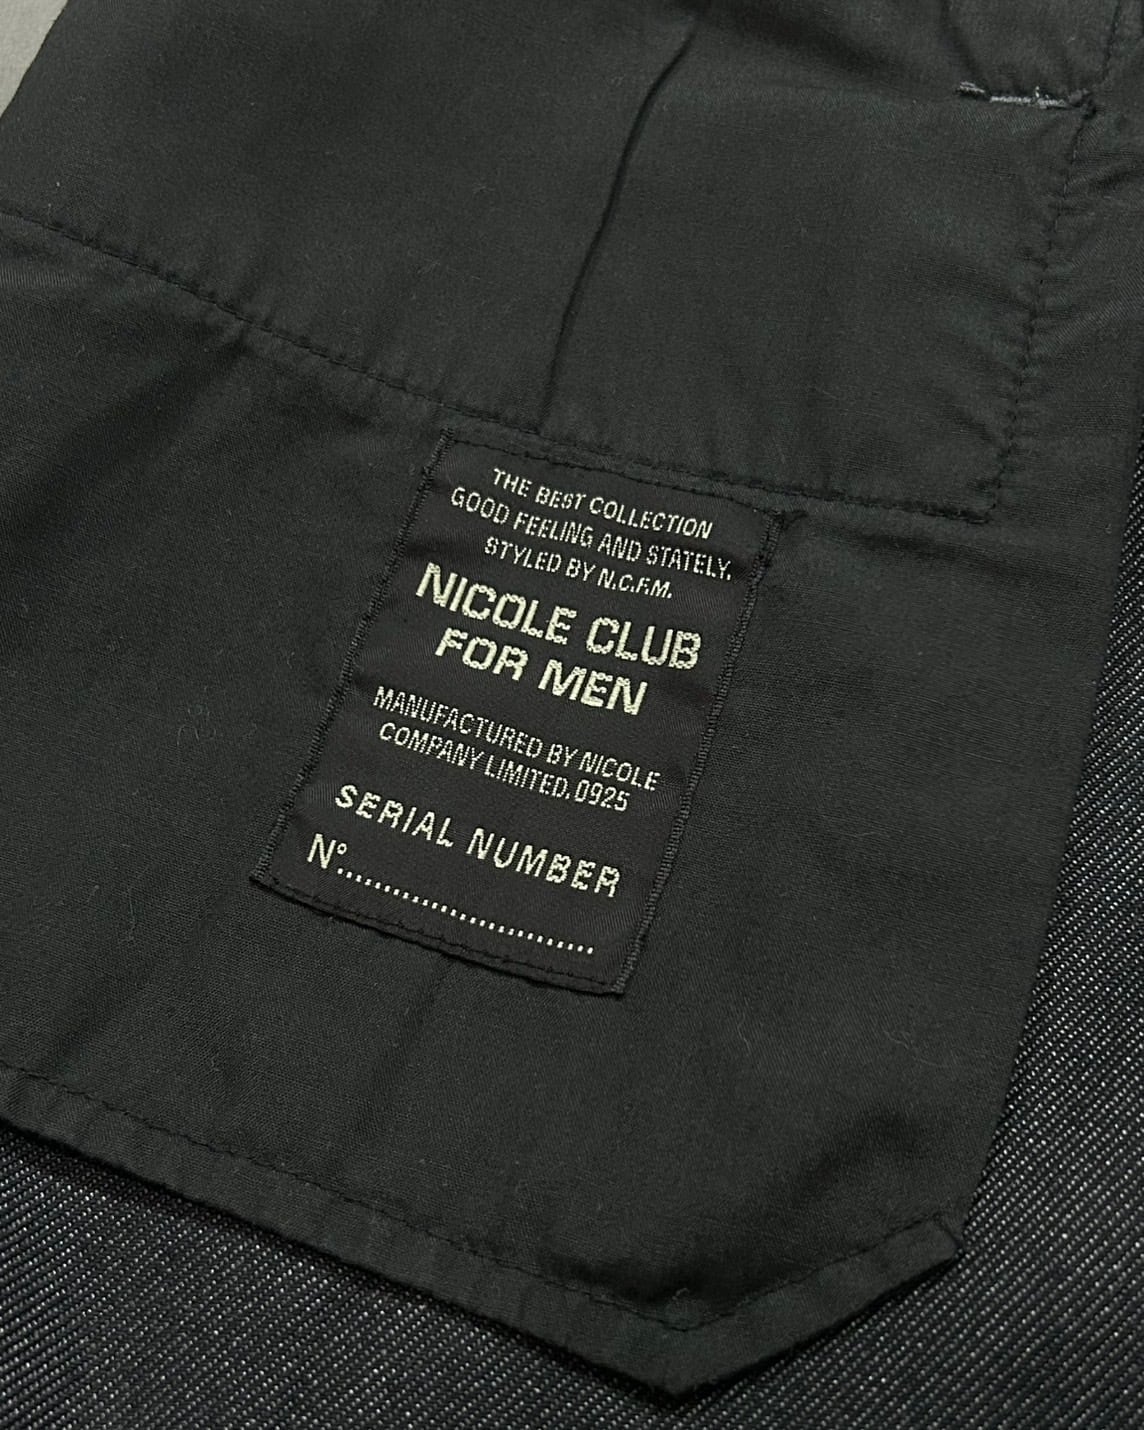 THE BEST COLLECTION
GOOD FEELING AND STATELY.
STYLED BY N.C.F.M.
NICOLE CLUB
FOR MEN
MANUFACTURED BY NICOLE
COMPANY LIMITED. 0925
SERIAL NUMBER
N°..............................